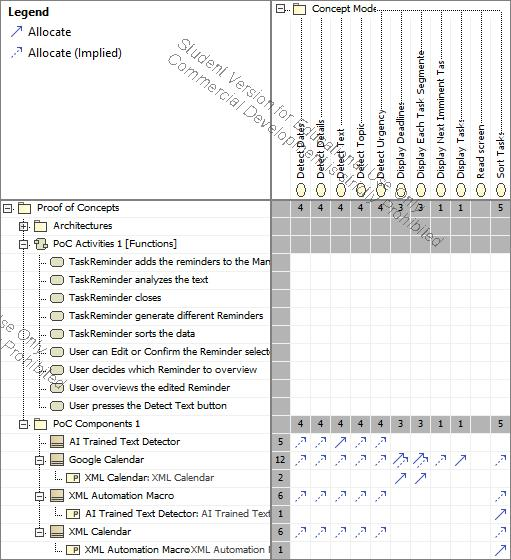 Legend
Allocate
Allocate (Implied)
Student Version for Educational Use Only
Commercial Development is strictly Prohibited
Concept Mode
Detect Dates
Detect Details
Detect Text
Detect Topic
Detect Urgency
Display Deadlines
Display Each Task Segmente
Display Next Imminent Tas
Display Tasks
Read screen
Sort Tasks
Proof of Concepts 4 4 4 4 4 3 3 1 1 5
Architectures
PoC Activities 1 [Functions]
TaskReminder adds the reminders to the Man
TaskReminder analyzes the text
TaskReminder closes
TaskReminder generate different Reminders
TaskReminder sorts the data
User can Edit or Confirm the Reminder selecte
User decides which Reminder to overview
User overviews the edited Reminder
User presses the Detect Text button
PoC Components 1 4 4 4 4 4 3 3 1 1 5
AI Trained Text Detector 5
Google Calendar 12
XML Calendar: XML Calendar 2
XML Automation Macro 6
AI Trained Text Detector: AI Trained Text
XML Calendar 6
XML Automation MacroXML Automation
use Only
Prohibited